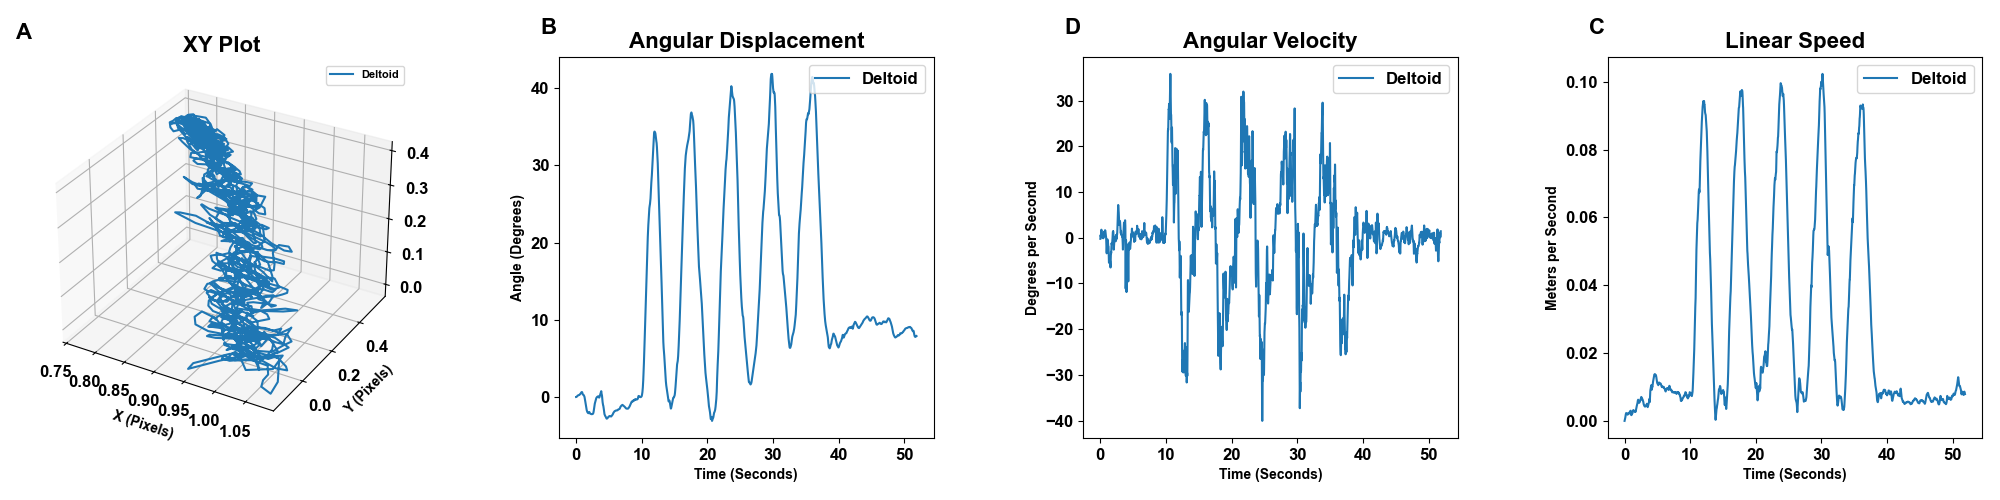 A
XY Plot
Deltoid
0.4
0.3
0.2
0.1
0.0
0.75
0.80
0.85
0.90
0.95
1.00
1.05
X (Pixels)
0.0
0.2
0.4
Y (Pixels)
B
Angular Displacement
Deltoid
40
30
20
10
0
Angle (Degrees)
0 10 20 30 40 50
Time (Seconds)
D
Angular Velocity
Deltoid
30
20
10
0
−10
−20
−30
−40
Degrees per Second
0 10 20 30 40 50
Time (Seconds)
C
Linear Speed
Deltoid
0.10
0.08
0.06
0.04
0.02
0.00
Meters per Second
0 10 20 30 40 50
Time (Seconds)